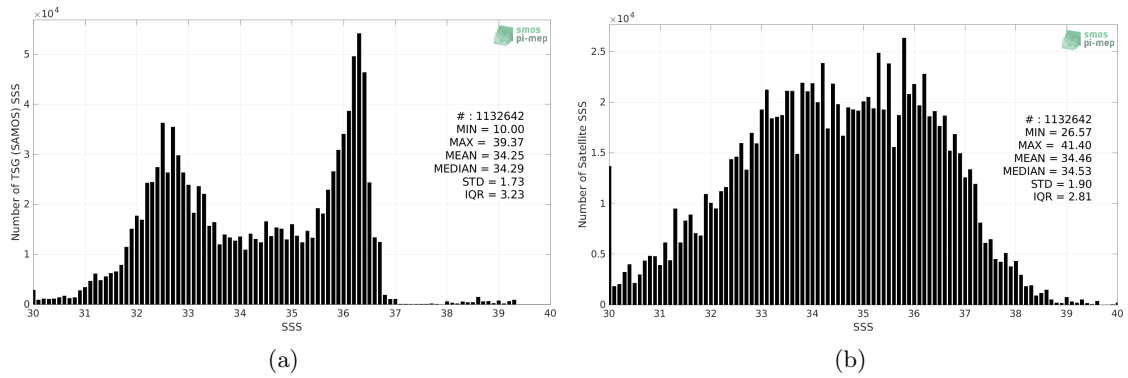 ×10⁴
smos
pi-mep
5
4
3
2
1
0
Number of TSG (SAMOS) SSS
# : 1132642
MIN = 10.00
MAX = 39.37
MEAN = 34.25
MEDIAN = 34.29
STD = 1.73
IQR = 3.23
30 31 32 33 34 35 36 37 38 39 40
SSS
(a)
×10⁴
smos
pi-mep
2.5
2
1.5
1
0.5
0
Number of Satellite SSS
# : 1132642
MIN = 26.57
MAX = 41.40
MEAN = 34.46
MEDIAN = 34.53
STD = 1.90
IQR = 2.81
30 31 32 33 34 35 36 37 38 39 40
SSS
(b)